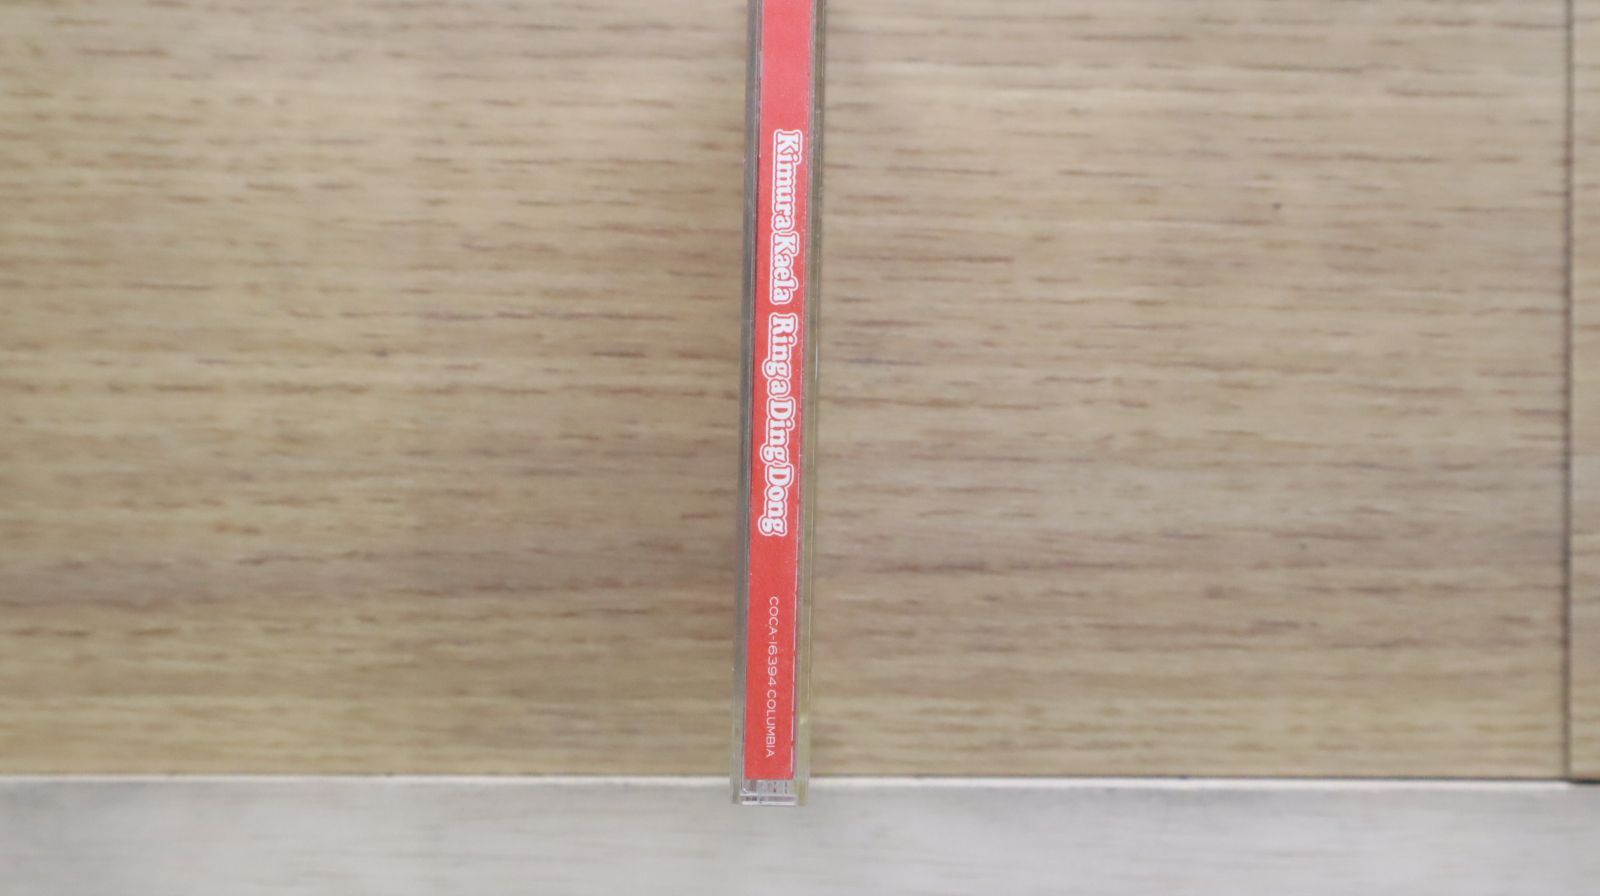 Kimura Kaela Ring a Ding Dong
COCA-16394 COLUMBIA